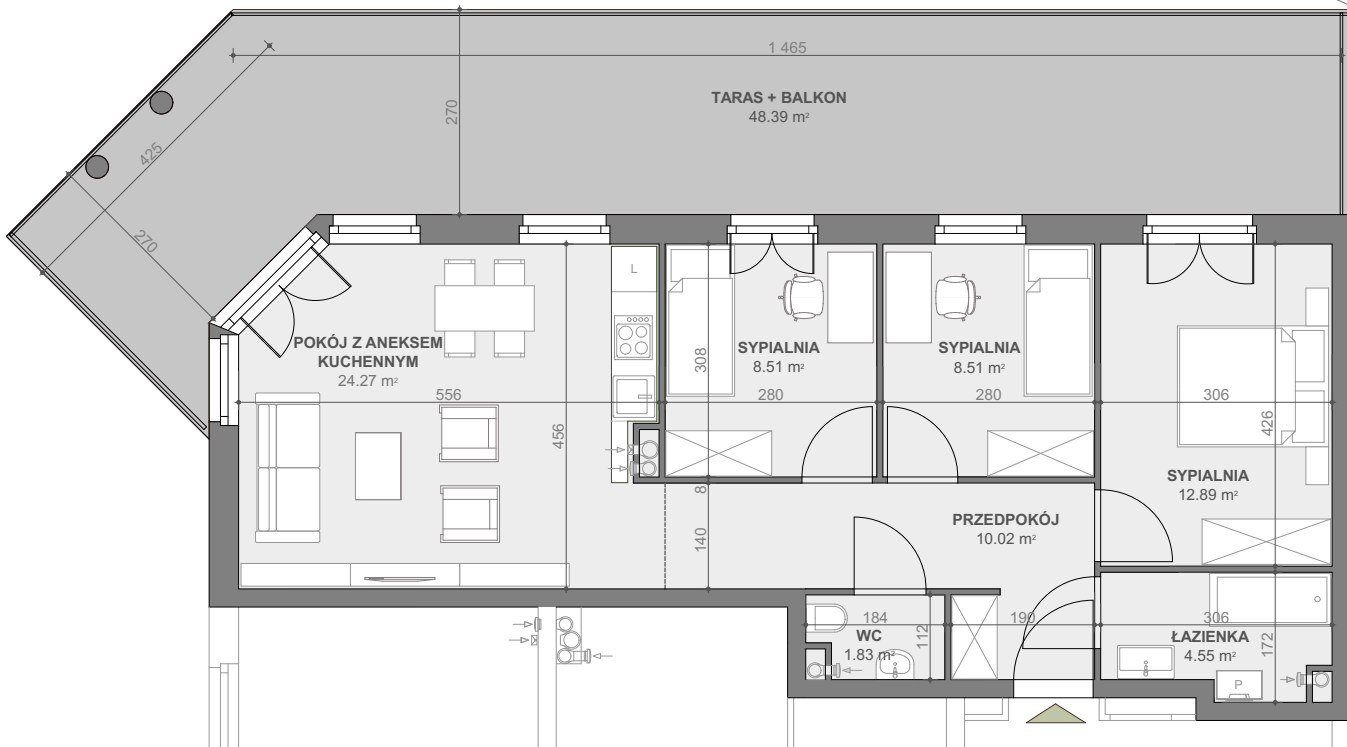 1 465
TARAS + BALKON
48.39 m²
270
425
270
L
POKÓJ Z ANEKSEM
KUCHENNYM
24.27 m²
556
456
SYPIALNIA
8.51 m²
308
280
SYPIALNIA
8.51 m²
280
306
426
SYPIALNIA
12.89 m²
8
140
PRZEDPOKÓJ
10.02 m²
184
WC
1.83 m²
112
190
306
ŁAZIENKA
4.55 m²
172
P